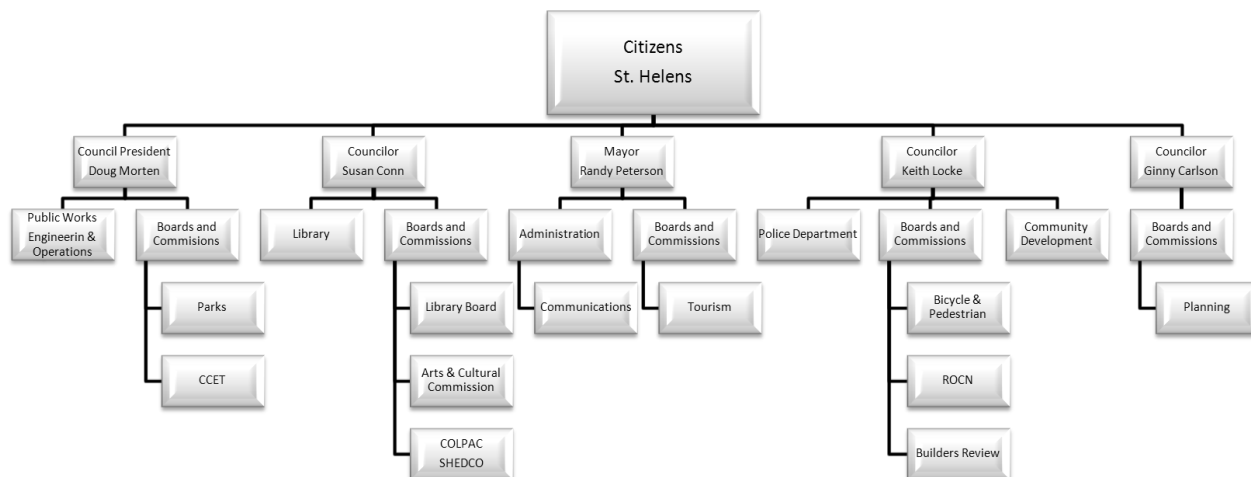 Citizens
St. Helens
Council President
Doug Morten
Councilor
Susan Conn
Mayor
Randy Peterson
Councilor
Keith Locke
Councilor
Ginny Carlson
Public Works
Engineerin &
Operations
Boards and
Commisions
Library
Boards and
Commissions
Administration
Boards and
Commissions
Police Department
Boards and
Commissions
Community
Development
Boards and
Commissions
Parks
Library Board
Communications
Tourism
Bicycle &
Pedestrian
Planning
CCET
Arts & Cultural
Commission
ROCN
COLPAC
SHEDCO
Builders Review